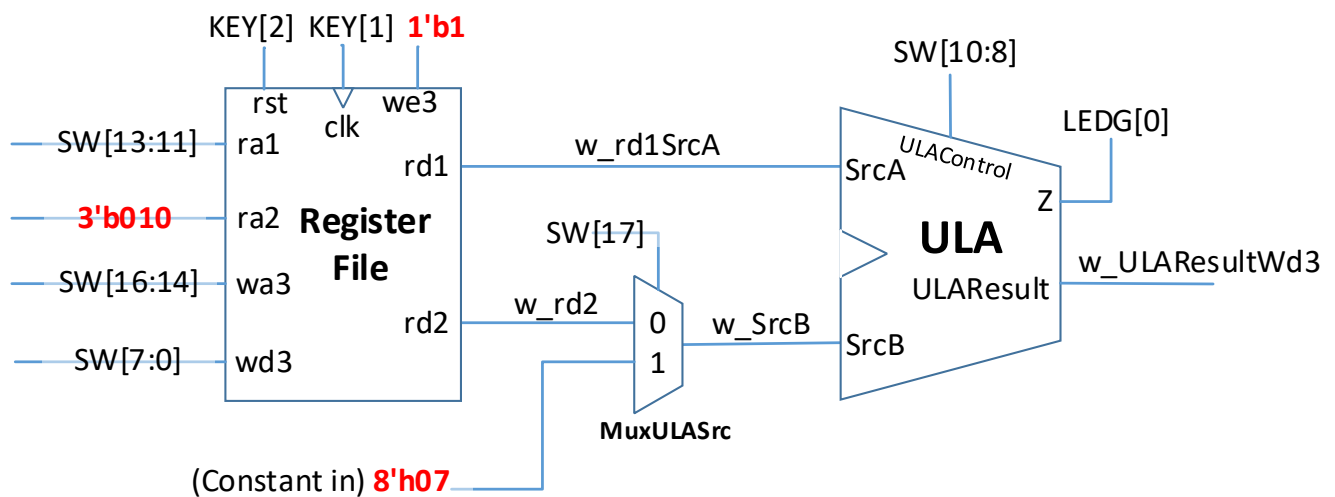 KEY[2] KEY[1] 1'b1
SW[10:8]
rst
clk
we3
SW[13:11]
ra1
rd1
w_rd1SrcA
SrcA
ULAControl
LEDG[0]
Z
3'b010
ra2
Register
File
SW[17]
ULA
ULAResult
w_ULAResultWd3
SW[16:14]
wa3
rd2
w_rd2
0
1
w_SrcB
SrcB
SW[7:0]
wd3
MuxULASrc
(Constant in) 8'h07